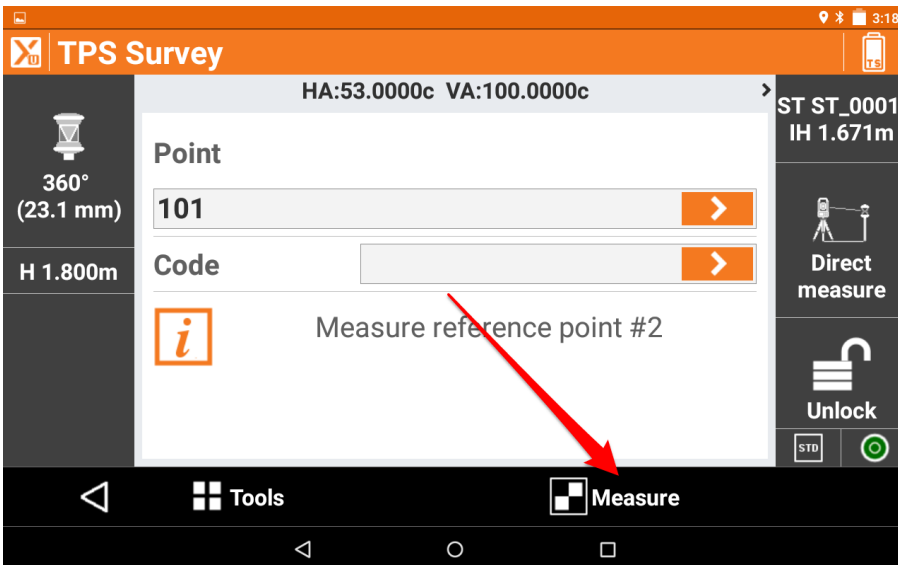 3:18
TPS Survey
TS
HA:53.0000c VA:100.0000c
ST ST_0001
IH 1.671m
Point
360°
(23.1 mm)
101
H 1.800m
Code
Direct
measure
Measure reference point #2
Unlock
STD
Tools
Measure